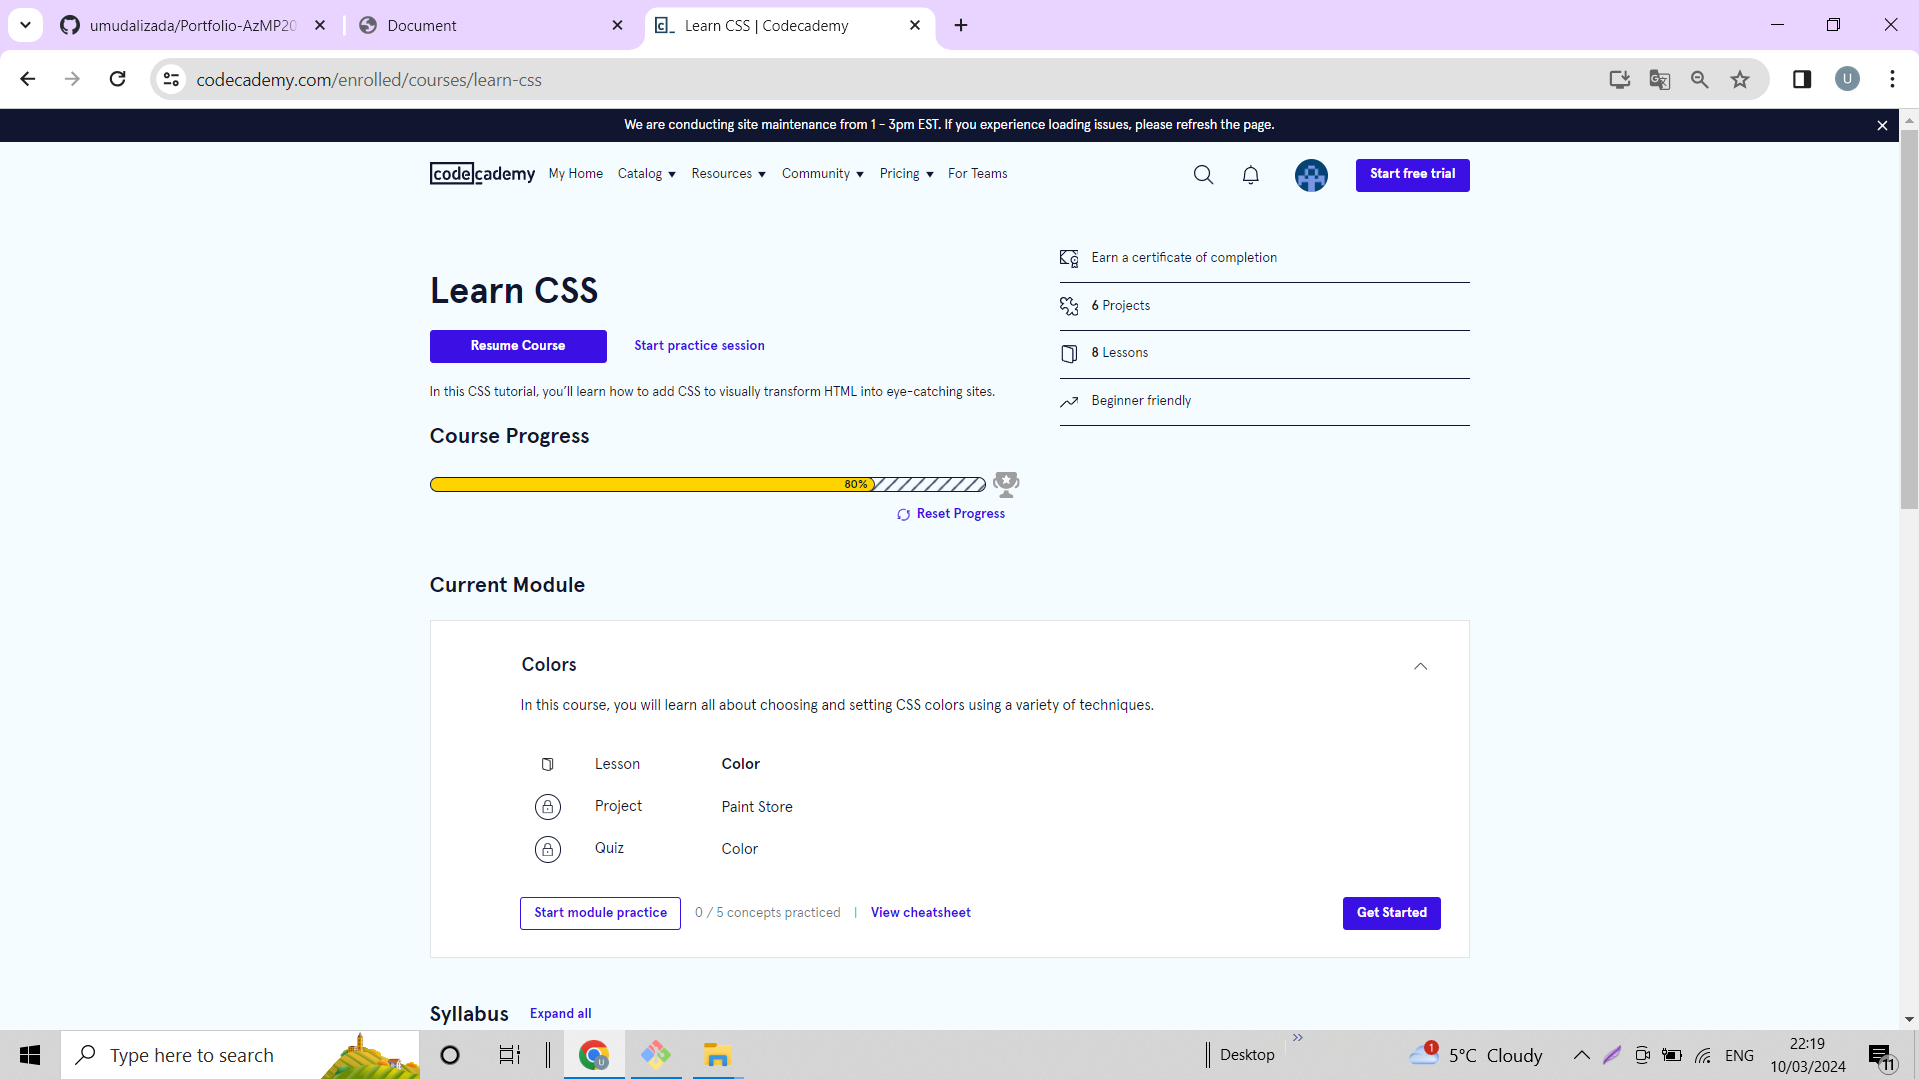 umudalizada/Portfolio-AzMP20
Document
Learn CSS | Codecademy
codecademy.com/enrolled/courses/learn-css
U
We are conducting site maintenance from 1 - 3pm EST. If you experience loading issues, please refresh the page.
codecademy My Home Catalog Resources Community Pricing For Teams
Start free trial
Learn CSS
Resume Course
Start practice session
In this CSS tutorial, you’ll learn how to add CSS to visually transform HTML into eye-catching sites.
Course Progress
80%
Reset Progress
Earn a certificate of completion
6 Projects
8 Lessons
Beginner friendly
Current Module
Colors
In this course, you will learn all about choosing and setting CSS colors using a variety of techniques.
Lesson Color
Project Paint Store
Quiz Color
Start module practice 0 / 5 concepts practiced | View cheatsheet Get Started
Syllabus Expand all
Type here to search
U
Desktop
1
5°C Cloudy
ENG
22:19
10/03/2024
11